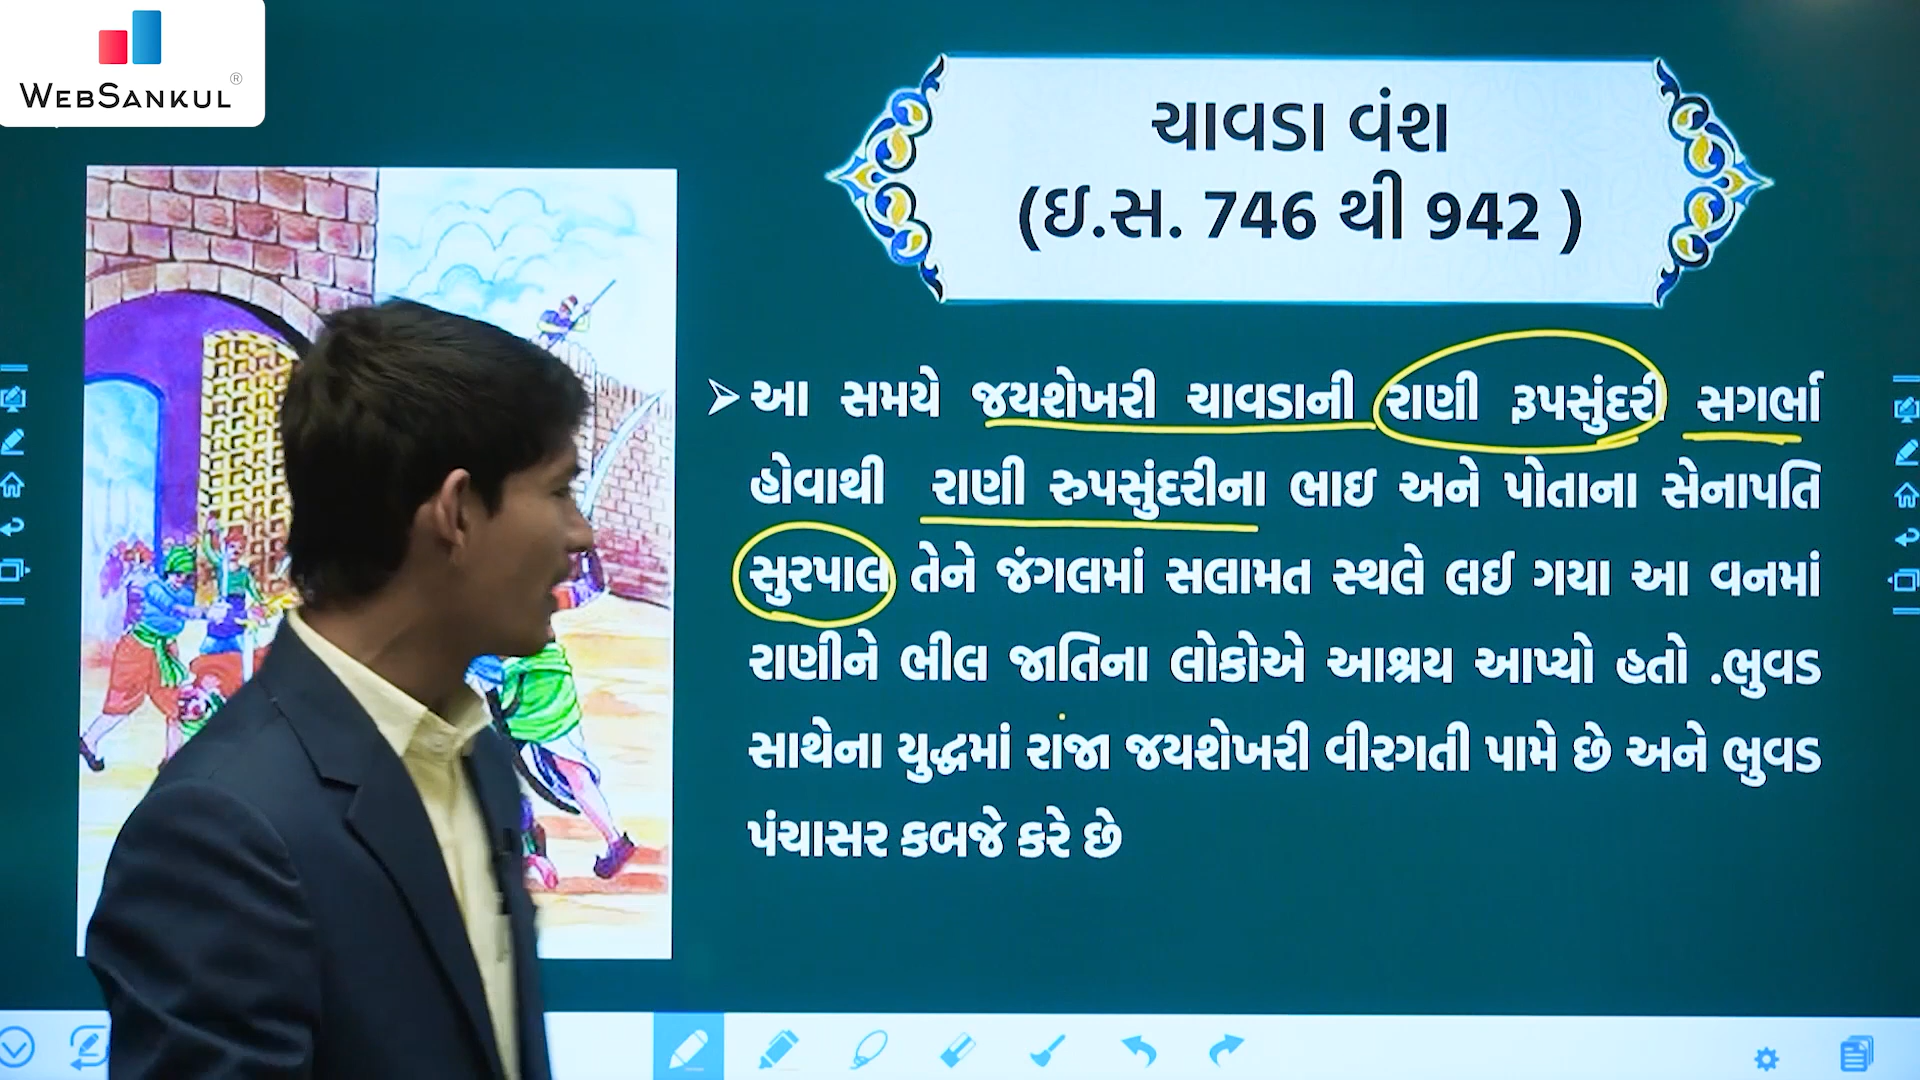 WEBSANKUL®
ચાવડા વંશ
(ઇ.સ. 746 થી 942 )
➢ આ સમયે જયશેખરી ચાવડાની રાણી રૂપસુંદરી સગર્ભા
હોવાથી રાણી રુપસુંદરીના ભાઇ અને પોતાના સેનાપતિ
સુરપાલ તેને જંગલમાં સલામત સ્થલે લઈ ગયા આ વનમાં
રાણીને ભીલ જાતિના લોકોએ આશ્રય આપ્યો હતો .ભુવડ
સાથેના યુદ્ધમાં રાજા જયશેખરી વીરગતી પામે છે અને ભુવડ
પંચાસર કબજે કરે છે